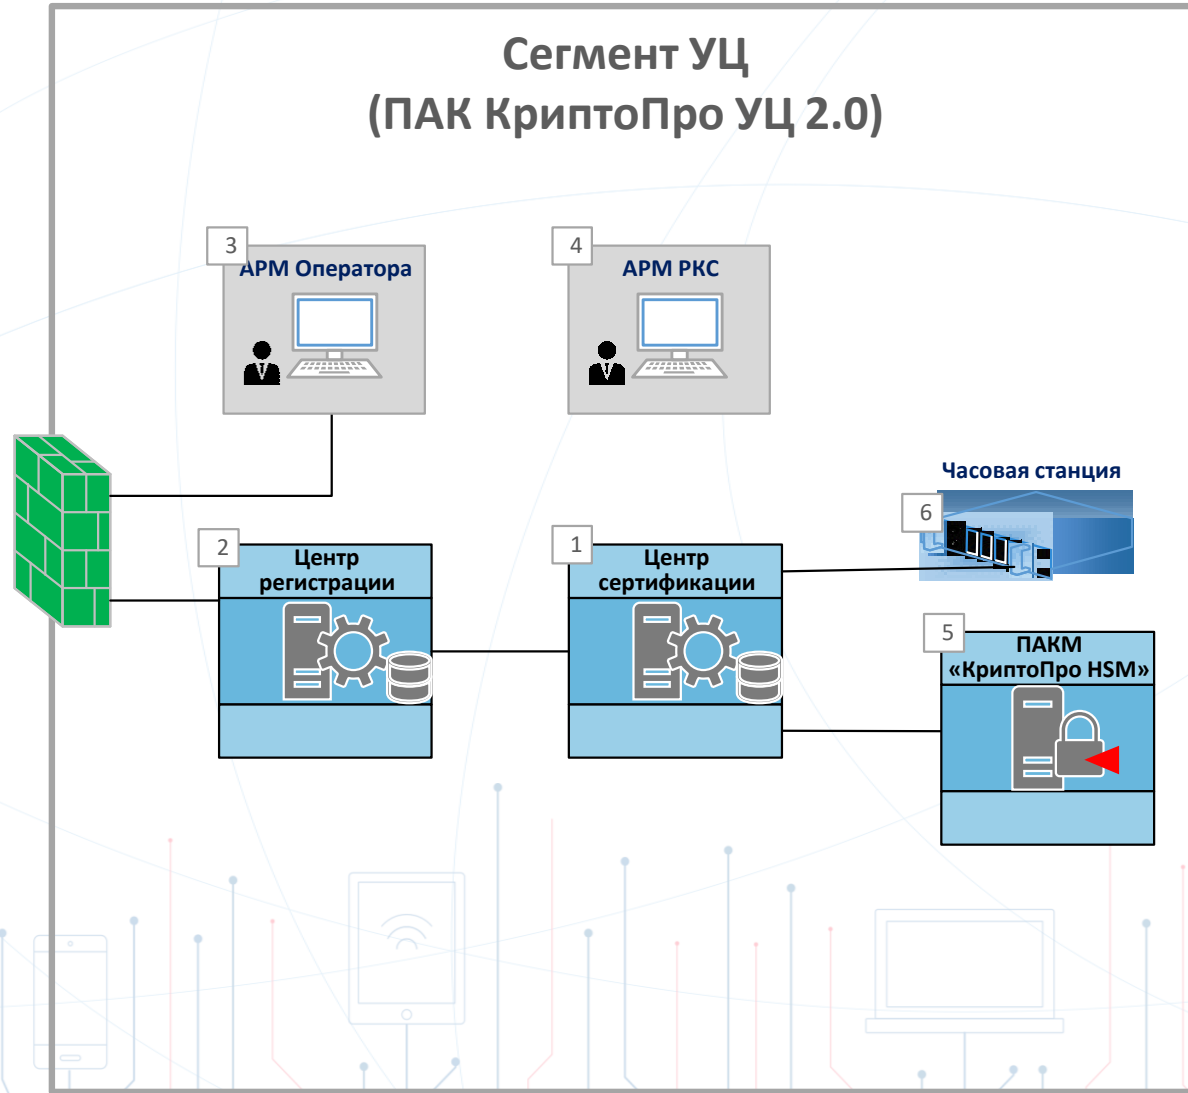 Сегмент УЦ
(ПАК КриптоПро УЦ 2.0)
3
АРМ Оператора
4
АРМ РКС
Часовая станция
6
2
Центр
регистрации
1
Центр
сертификации
5
ПАКМ
«КриптоПро HSM»